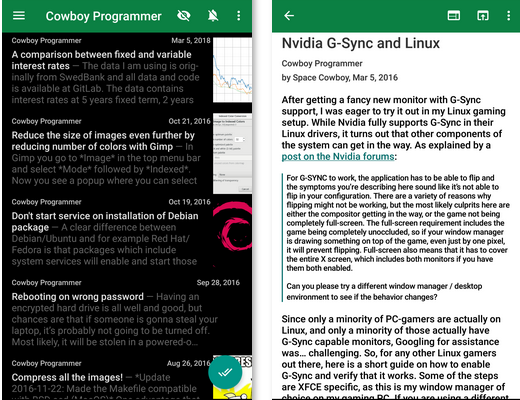 Cowboy Programmer
Cowboy Programmer Mar 5, 2018
A comparison between fixed and variable
interest rates — The data I am using is orig-
inally from SwedBank and all data and code
is available at GitLab. The data contains
interest rates at 5 years fixed term, 2 years
Cowboy Programmer Oct 21, 2016
Reduce the size of images even further by
reducing number of colors with Gimp — In
Gimp you go to *Image* in the top menu bar
and select *Mode* followed by *Indexed*.
Now you see a popup where you can select
Cowboy Programmer Oct 19, 2016
Don't start service on installation of Debian
package — A clear difference between
Debian/Ubuntu and for example Red Hat/
Fedora is that packages which include
system services will enable and start those
Cowboy Programmer Sep 28, 2016
Rebooting on wrong password — Having an
encrypted drive is all well and good, but
chances are that if someone is gonna steal your
laptop, it's probably not going to be turned off.
Most likely, it will be stolen in a powered-o...
Cowboy Programmer Aug 26, 2016
Compress all the images! — *Update
2016-11-22: Made the Makefile compatible
Nvidia G-Sync and Linux
Cowboy Programmer
by Space Cowboy, Mar 5, 2016
After getting a fancy new monitor with G-Sync
support, I was eager to try it out in my Linux gaming
setup. While Nvidia fully supports G-Sync in their
Linux drivers, it turns out that other components of
the system can get in the way. As explained by a
post on the Nvidia forums:
For G-SYNC to work, the application has to be able to flip and
the symptoms you're describing here sound like it's not able to
flip in your configuration. There are a variety of reasons why
flipping might not be working, but the most likely culprits here are
either the compositor getting in the way, or the game not being
completely full-screen. The full-screen requirement includes the
game being completely unoccluded, so if your window manager
is drawing something on top of the game, even just by one pixel,
it will prevent flipping. Full-screen also means that it has to cover
the entire X screen, which includes both monitors if you have
them both enabled.
Can you please try a different window manager / desktop
environment to see if the behavior changes?
Since only a minority of PC-gamers are actually on
Linux, and only a minority of those actually have
G-Sync capable monitors, Googling for assistance
was... challenging. So, for any other Linux gamers
out there, here is a short guide on how to enable
G-Sync and verify that it works. Some of the steps
are XFCE specific, as this is my window manager of
choice on my gaming PC. If you are using a different